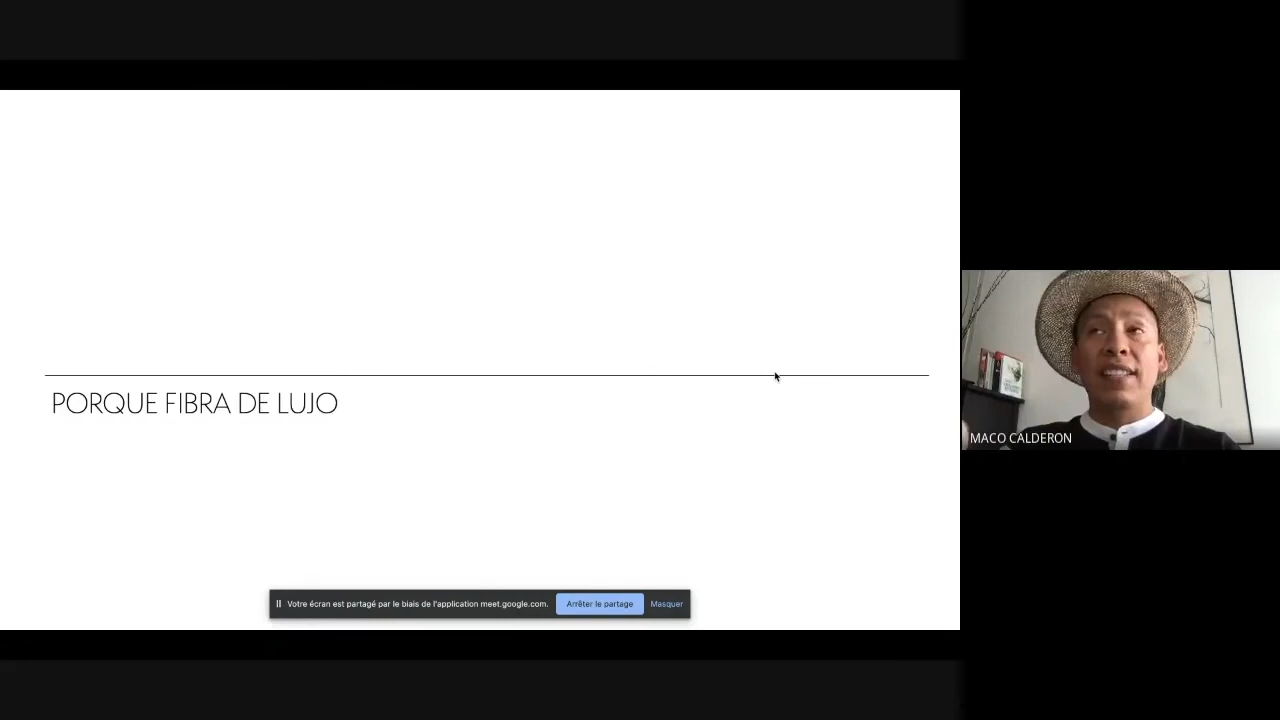 PORQUE FIBRA DE LUJO
MACO CALDERON
Votre écran est partagé par le biais de l'application meet.google.com. Arrêter le partage Masquer